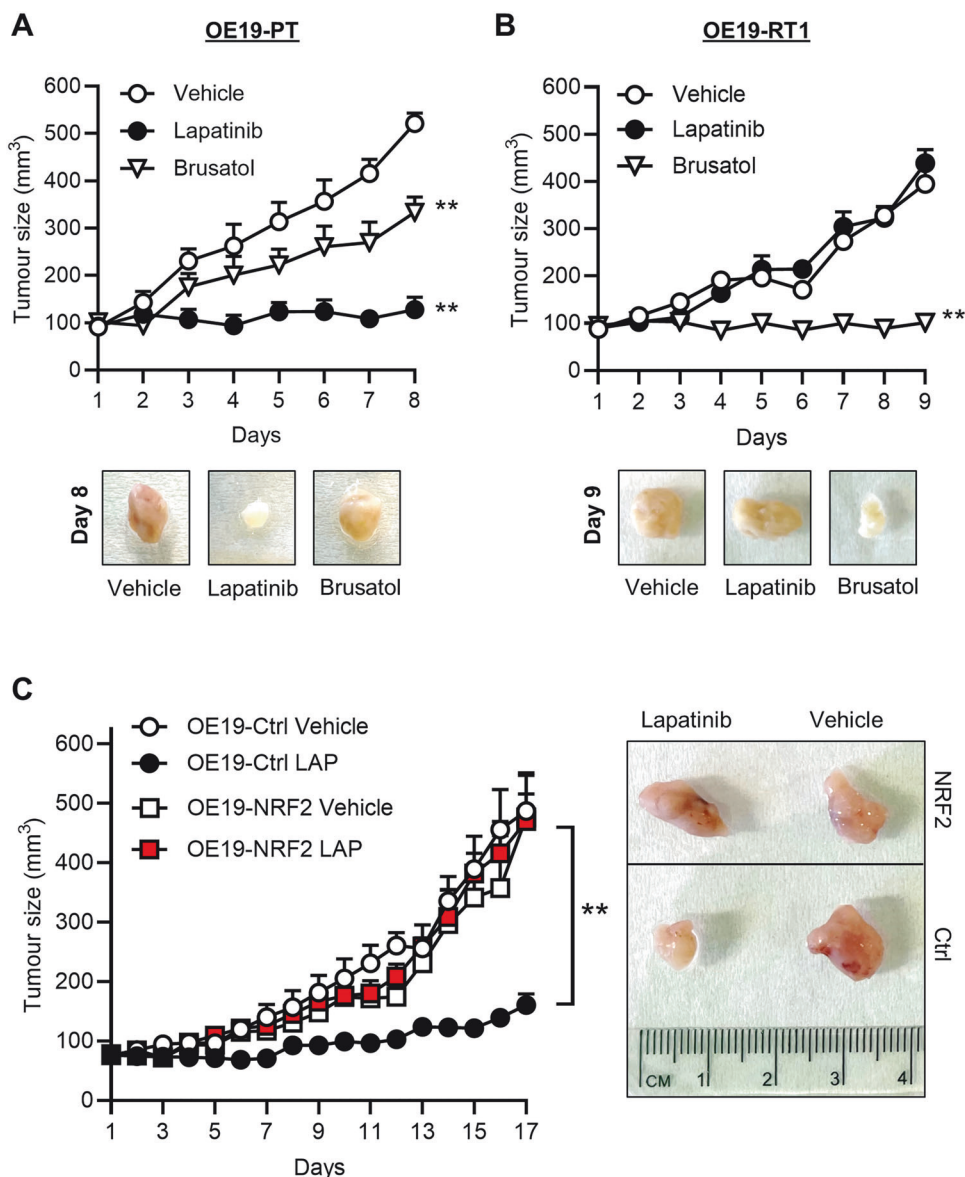 A
OE19-PT
Vehicle
Lapatinib
Brusatol
Tumour size (mm³)
600
500
400
300
200
100
0
**
**
1 2 3 4 5 6 7 8
Days
Day 8
Vehicle Lapatinib Brusatol
B
OE19-RT1
Vehicle
Lapatinib
Brusatol
Tumour size (mm³)
600
500
400
300
200
100
0
**
1 2 3 4 5 6 7 8 9
Days
Day 9
Vehicle Lapatinib Brusatol
C
OE19-Ctrl Vehicle
OE19-Ctrl LAP
OE19-NRF2 Vehicle
OE19-NRF2 LAP
Tumour size (mm³)
600
500
400
300
200
100
0
**
1 3 5 7 9 11 13 15 17
Days
Lapatinib Vehicle
NRF2
Ctrl
CM 1 2 3 4